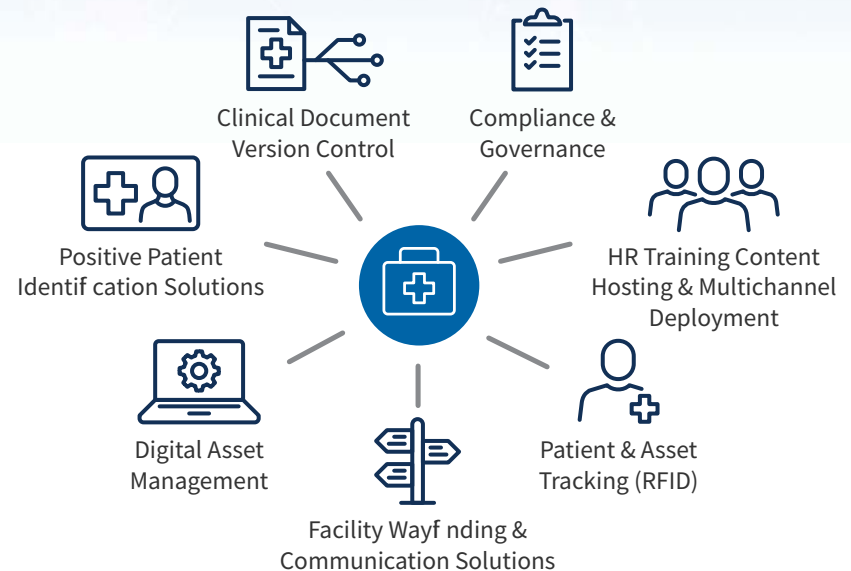 Clinical Document
Version Control
Compliance &
Governance
Positive Patient
Identif cation Solutions
HR Training Content
Hosting & Multichannel
Deployment
Digital Asset
Management
Patient & Asset
Tracking (RFID)
Facility Wayf nding &
Communication Solutions